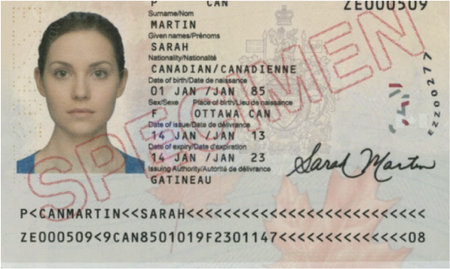 P CAN ZE000509
Surname/Nom
MARTIN
Given names/Prénoms
SARAH
Nationality/Nationalité
CANADIAN/CANADIENNE
Date of birth/Date de naissance
01 JAN /JAN 85
Sex/Sexe Place of birth/Lieu de naissance
F OTTAWA CAN
Date of issue/Date de délivrance
14 JAN /JAN 13
Date of expiry/Date d'expiration
14 JAN /JAN 23
Issuing Authority/Autorité de délivrance
GATINEAU
Sarah Martin
SPECIMEN
P<CANMARTIN<<SARAH<<<<<<<<<<<<<<<<<<<<<<<<<<
ZE000509<9CAN8501019F2301147<<<<<<<<<<<<<<08